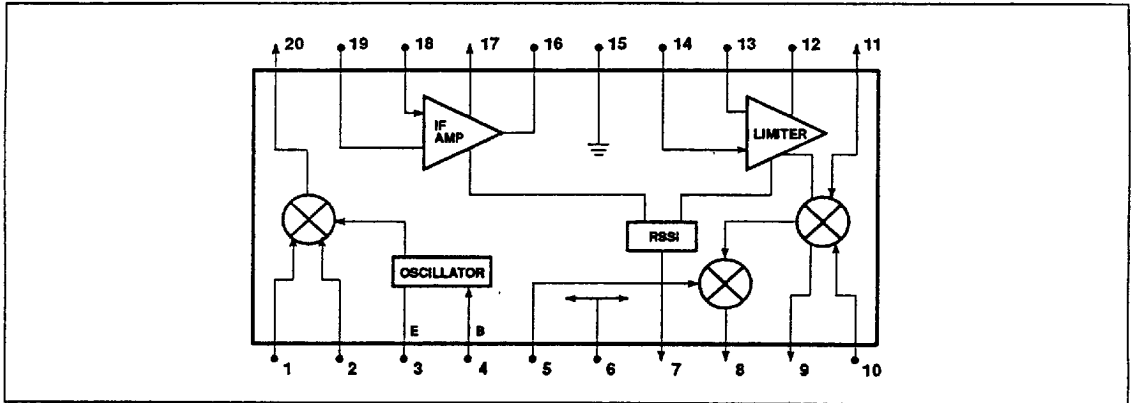 20 19 18 17 16 15 14 13 12 11
IF
AMP
LIMITER
RSSI
OSCILLATOR
E B
1 2 3 4 5 6 7 8 9 10